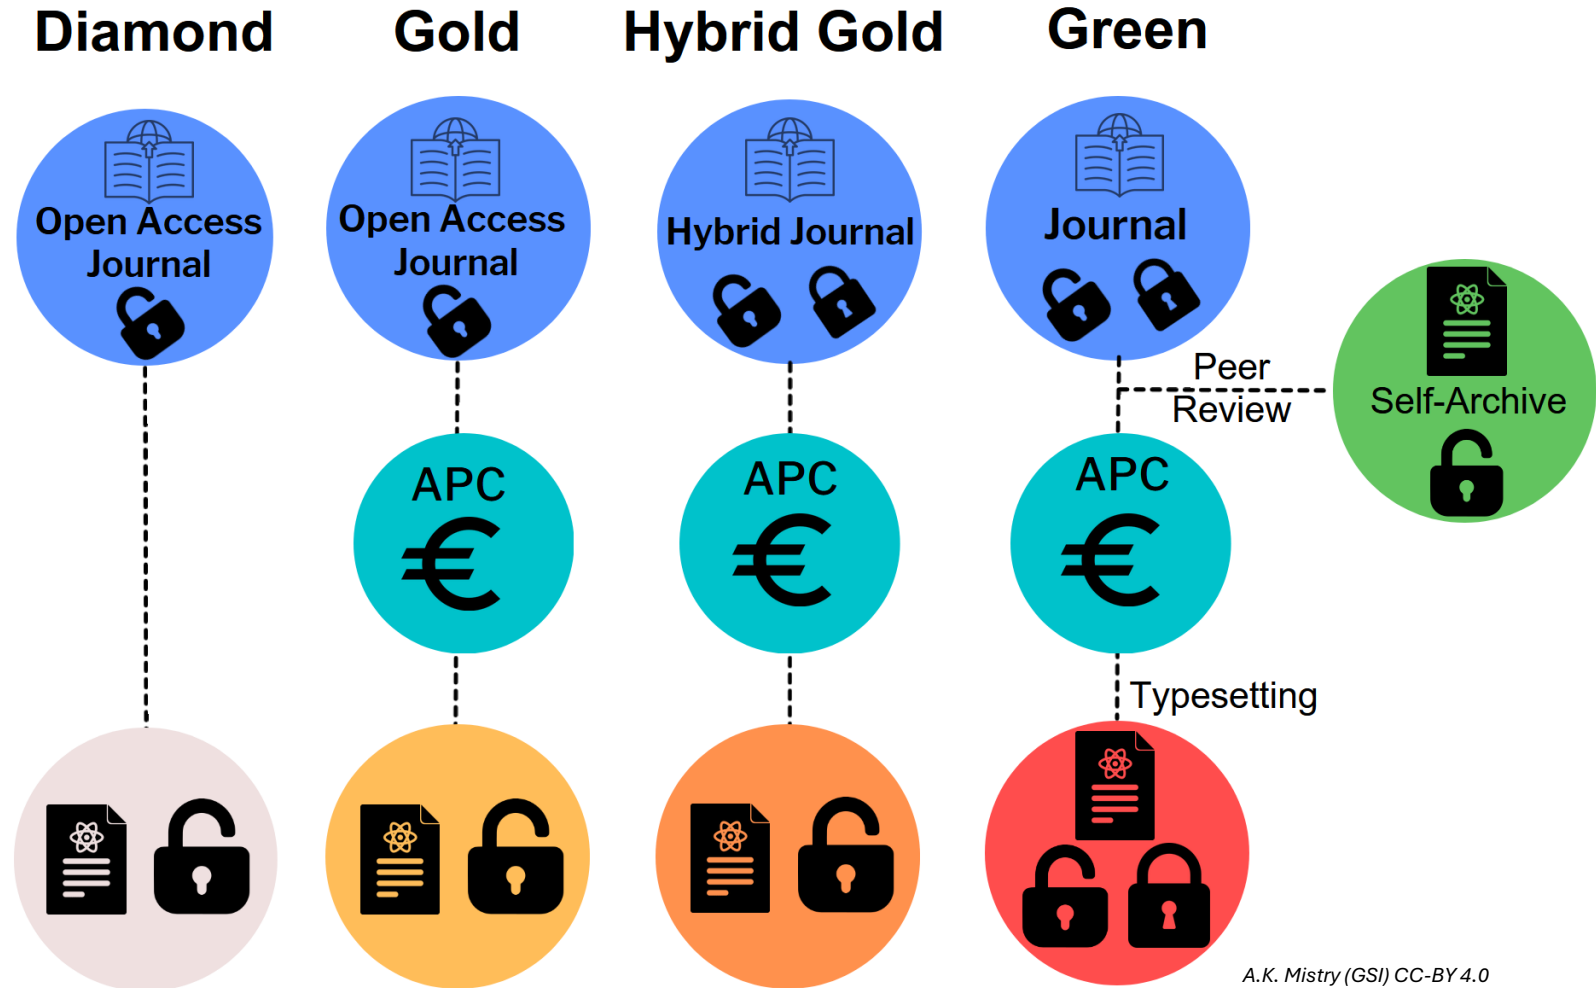 Diamond
Gold
Hybrid Gold
Green
Open Access
Journal
Open Access
Journal
Hybrid Journal
Journal
Peer
Review
Self-Archive
APC
€
APC
€
APC
€
Typesetting
A.K. Mistry (GSI) CC-BY 4.0